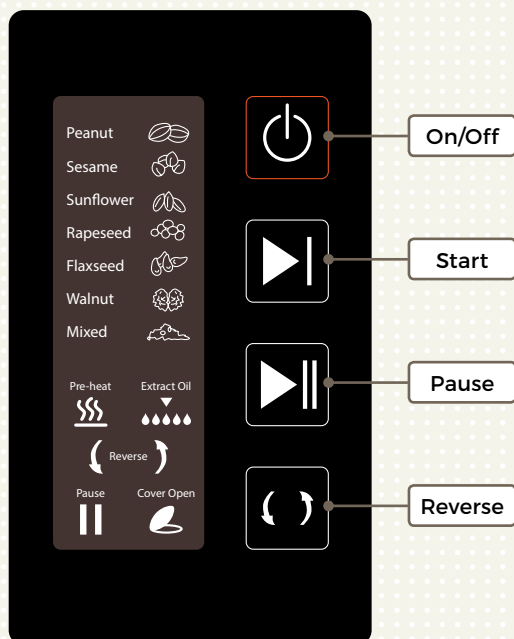 Peanut
Sesame
Sunflower
Rapeseed
Flaxseed
Walnut
Mixed
Pre-heat Extract Oil
Reverse
Pause Cover Open
On/Off
Start
Pause
Reverse